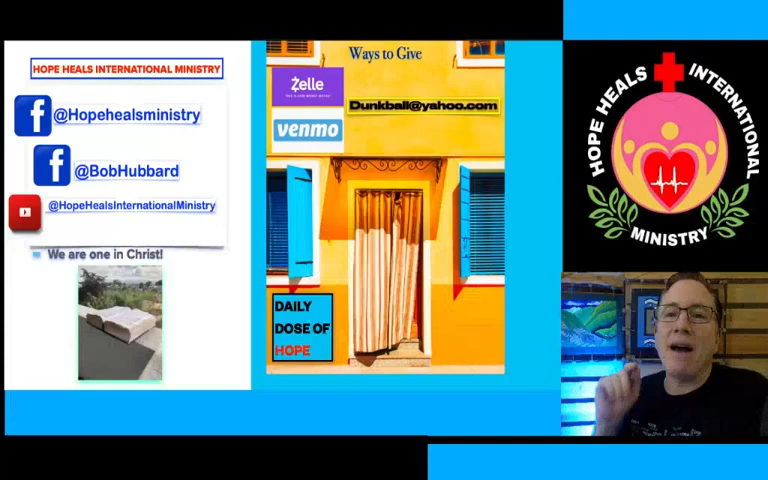 HOPE HEALS INTERNATIONAL MINISTRY
@Hopehealsministry
@BobHubbard
@HopeHealsInternationalMinistry
We are one in Christ!
Ways to Give
Zelle
Dunkball@yahoo.com
venmo
DAILY
DOSE OF
HOPE
HOPE HEALS INTERNATIONAL
MINISTRY